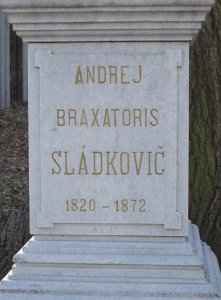 ANDREJ
BRAXATORIS
SLÁDKOVIČ
1820 - 1872